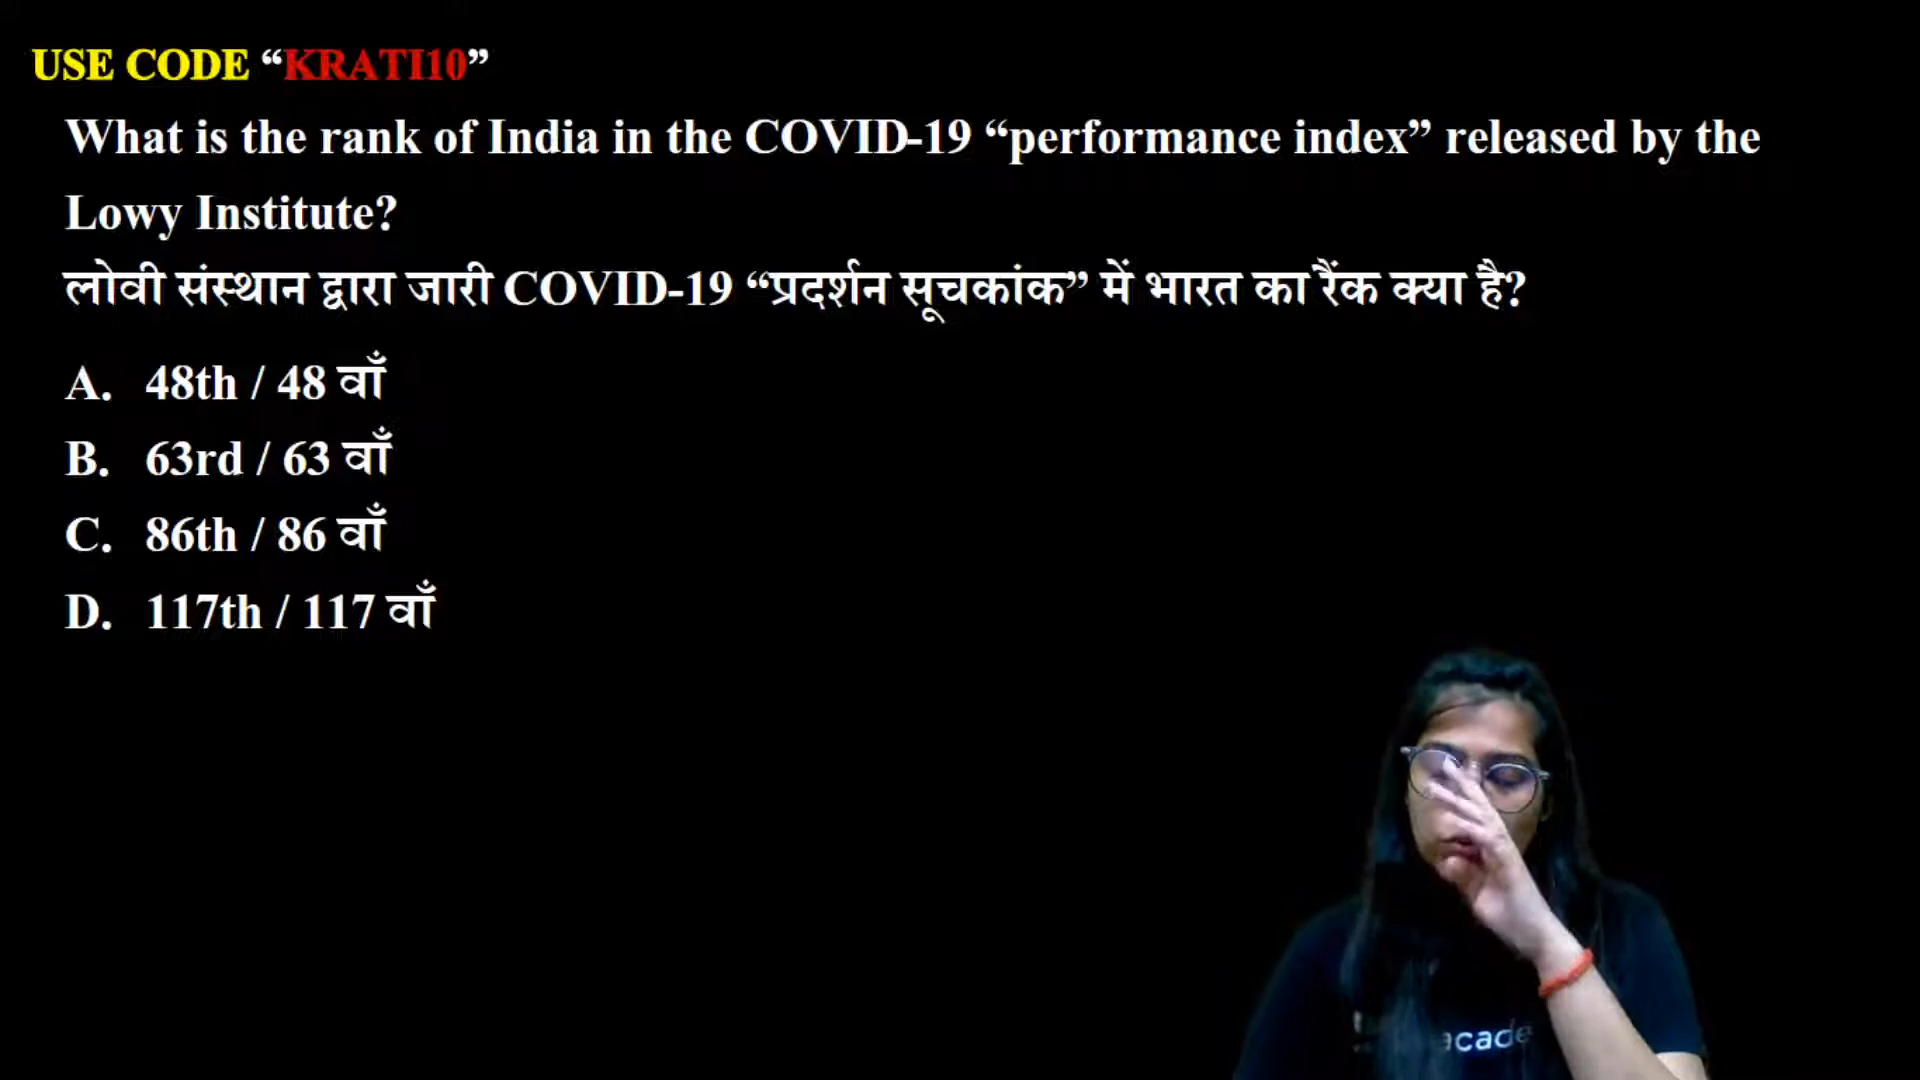 USE CODE “KRATI10”
What is the rank of India in the COVID-19 “performance index” released by the
Lowy Institute?
लोवी संस्थान द्वारा जारी COVID-19 “प्रदर्शन सूचकांक” में भारत का रैंक क्या है?
A. 48th / 48 वाँ
B. 63rd / 63 वाँ
C. 86th / 86 वाँ
D. 117th / 117 वाँ